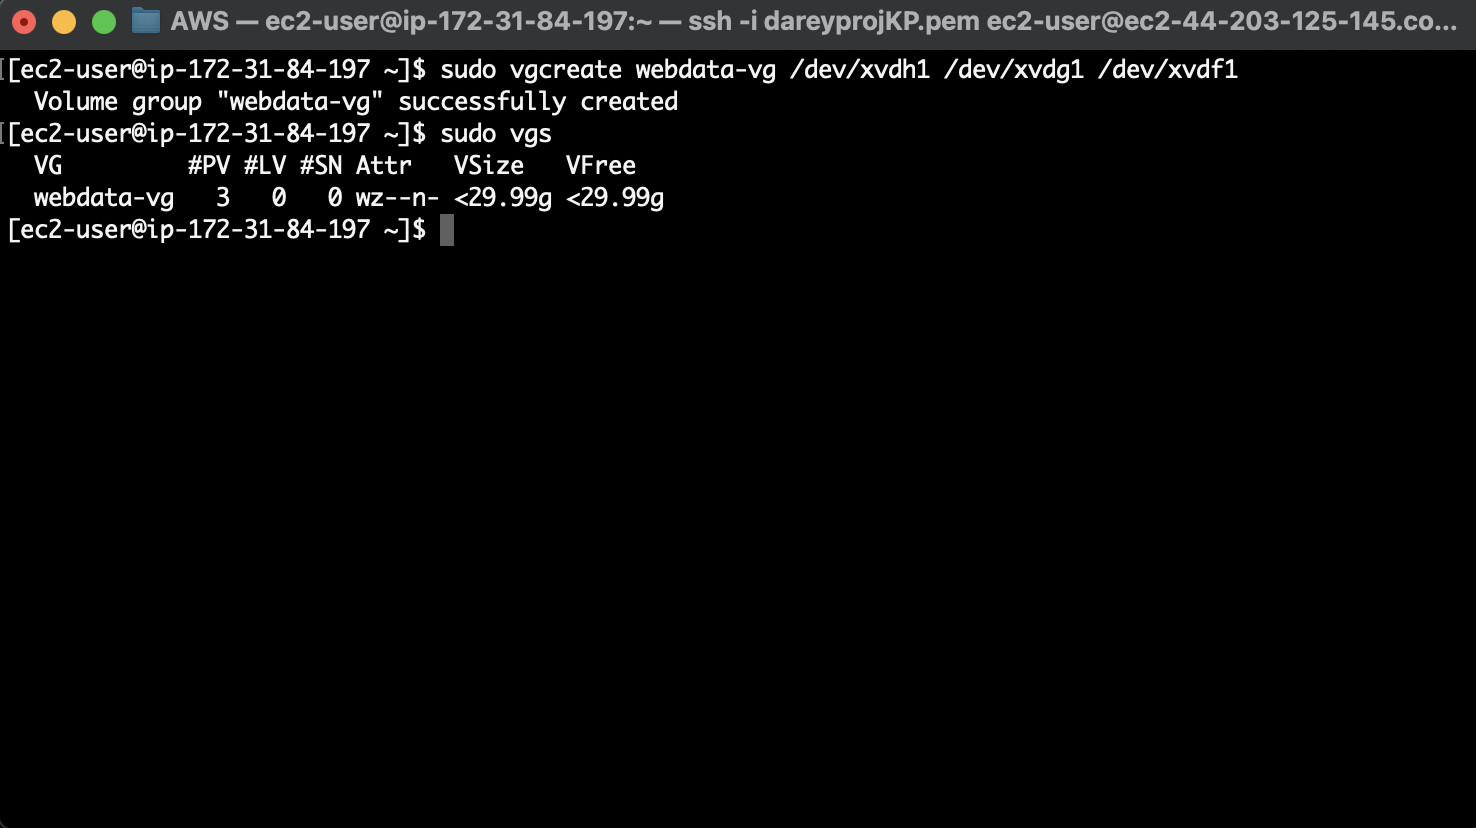 AWS — ec2-user@ip-172-31-84-197:~ — ssh -i dareyprojKP.pem ec2-user@ec2-44-203-125-145.co...
[ec2-user@ip-172-31-84-197 ~]$ sudo vgcreate webdata-vg /dev/xvdh1 /dev/xvdg1 /dev/xvdf1
  Volume group "webdata-vg" successfully created
[ec2-user@ip-172-31-84-197 ~]$ sudo vgs
  VG         #PV #LV #SN Attr   VSize   VFree
  webdata-vg   3   0   0 wz--n- <29.99g <29.99g
[ec2-user@ip-172-31-84-197 ~]$